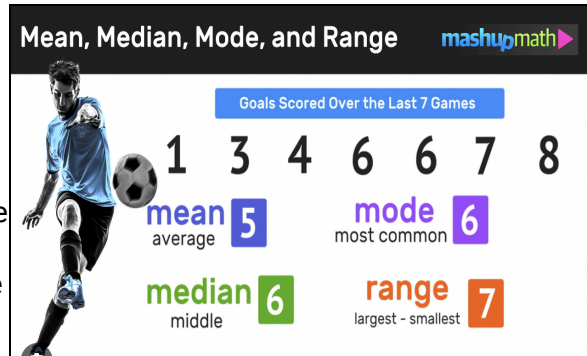 Mean, Median, Mode, and Range
mashupmath
Goals Scored Over the Last 7 Games
1 3 4 6 6 7 8
mean 5
average
mode 6
most common
median 6
middle
range 7
largest - smallest